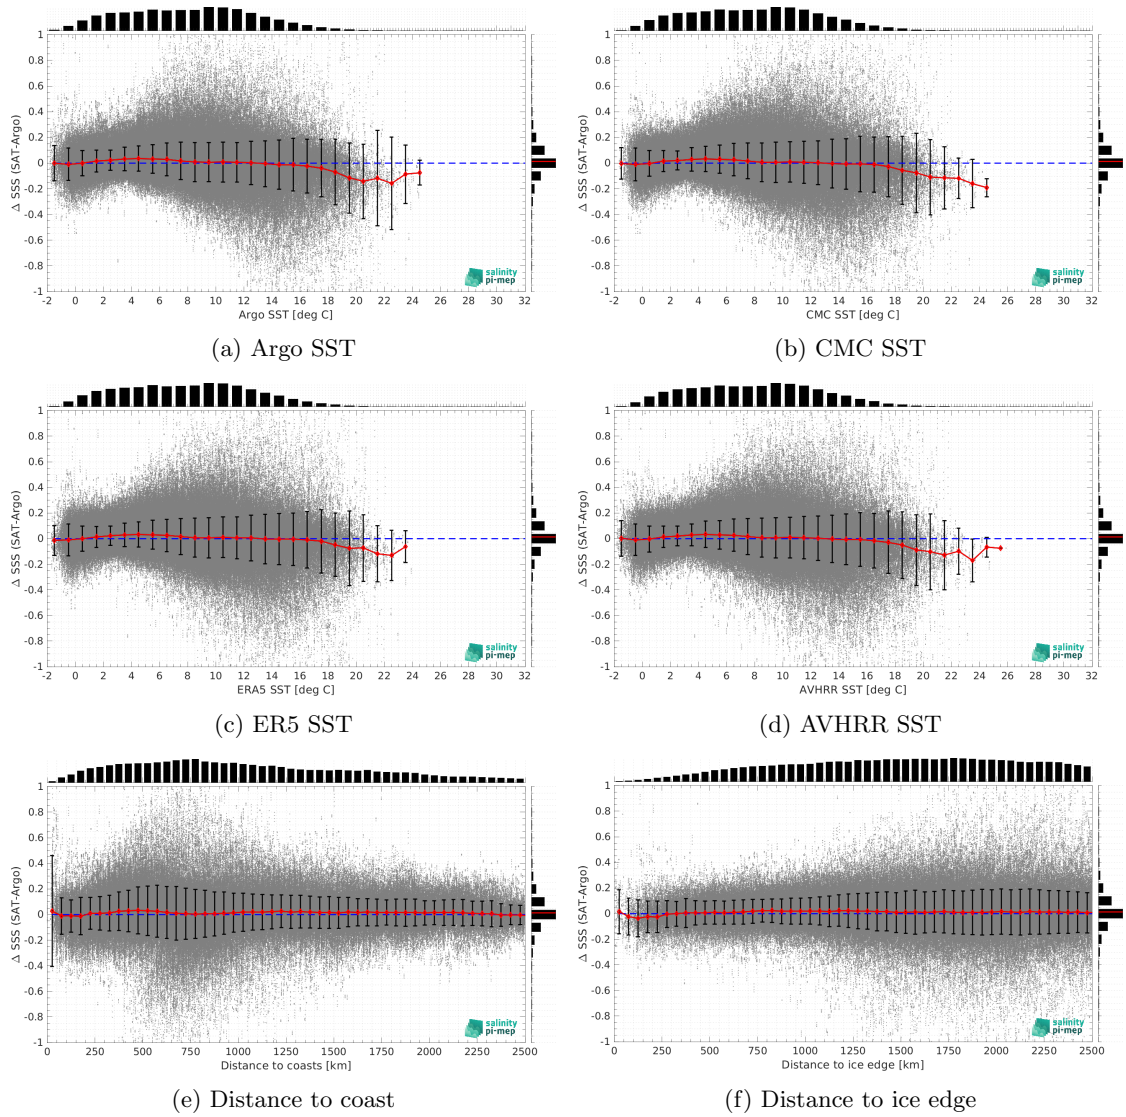 1
0.8
0.6
0.4
0.2
0
-0.2
-0.4
-0.6
-0.8
-1
Δ SSS (SAT-Argo)
salinity
pi-mep
-2 0 2 4 6 8 10 12 14 16 18 20 22 24 26 28 30 32
Argo SST [deg C]
(a) Argo SST
1
0.8
0.6
0.4
0.2
0
-0.2
-0.4
-0.6
-0.8
-1
Δ SSS (SAT-Argo)
salinity
pi-mep
-2 0 2 4 6 8 10 12 14 16 18 20 22 24 26 28 30 32
CMC SST [deg C]
(b) CMC SST
1
0.8
0.6
0.4
0.2
0
-0.2
-0.4
-0.6
-0.8
-1
Δ SSS (SAT-Argo)
salinity
pi-mep
-2 0 2 4 6 8 10 12 14 16 18 20 22 24 26 28 30 32
ERA5 SST [deg C]
(c) ER5 SST
1
0.8
0.6
0.4
0.2
0
-0.2
-0.4
-0.6
-0.8
-1
Δ SSS (SAT-Argo)
salinity
pi-mep
-2 0 2 4 6 8 10 12 14 16 18 20 22 24 26 28 30 32
AVHRR SST [deg C]
(d) AVHRR SST
1
0.8
0.6
0.4
0.2
0
-0.2
-0.4
-0.6
-0.8
-1
Δ SSS (SAT-Argo)
salinity
pi-mep
0 250 500 750 1000 1250 1500 1750 2000 2250 2500
Distance to coasts [km]
(e) Distance to coast
1
0.8
0.6
0.4
0.2
0
-0.2
-0.4
-0.6
-0.8
-1
Δ SSS (SAT-Argo)
salinity
pi-mep
0 250 500 750 1000 1250 1500 1750 2000 2250 2500
Distance to ice edge [km]
(f) Distance to ice edge